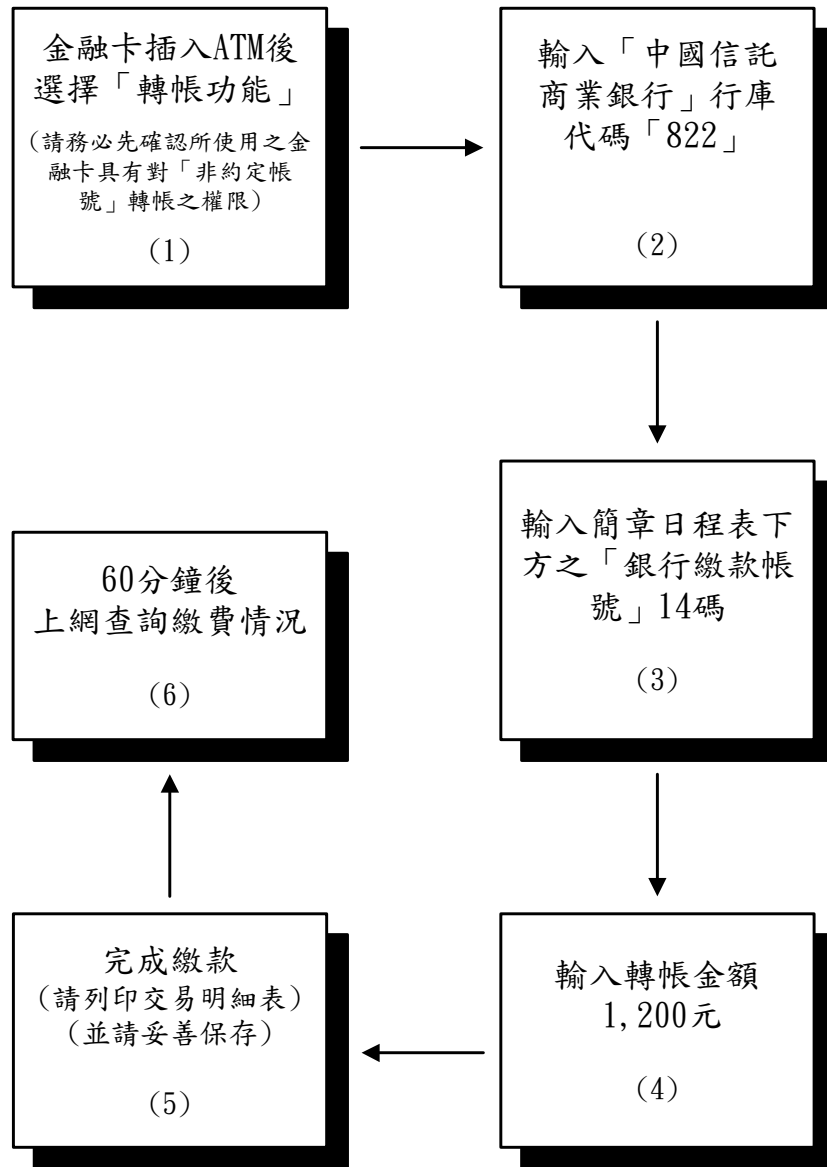 金融卡插入ATM後
選擇「轉帳功能」
(請務必先確認所使用之金
融卡具有對「非約定帳
號」轉帳之權限)
(1)
輸入「中國信託
商業銀行」行庫
代碼「822」
(2)
輸入簡章日程表下
方之「銀行繳款帳
號」14碼
(3)
輸入轉帳金額
1,200元
(4)
完成繳款
(請列印交易明細表)
(並請妥善保存)
(5)
60分鐘後
上網查詢繳費情況
(6)